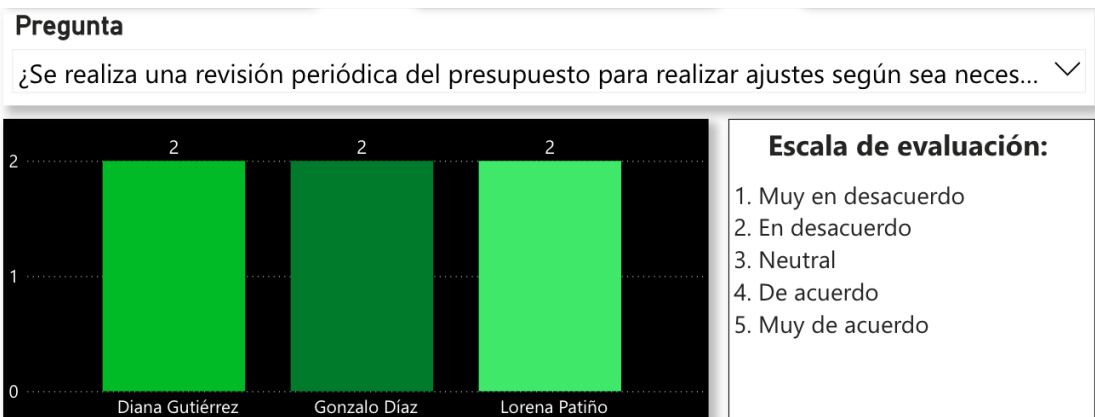 Pregunta
¿Se realiza una revisión periódica del presupuesto para realizar ajustes según sea neces...
2 2 2
2
1
0
Diana Gutiérrez Gonzalo Díaz Lorena Patiño
Escala de evaluación:
1. Muy en desacuerdo
2. En desacuerdo
3. Neutral
4. De acuerdo
5. Muy de acuerdo